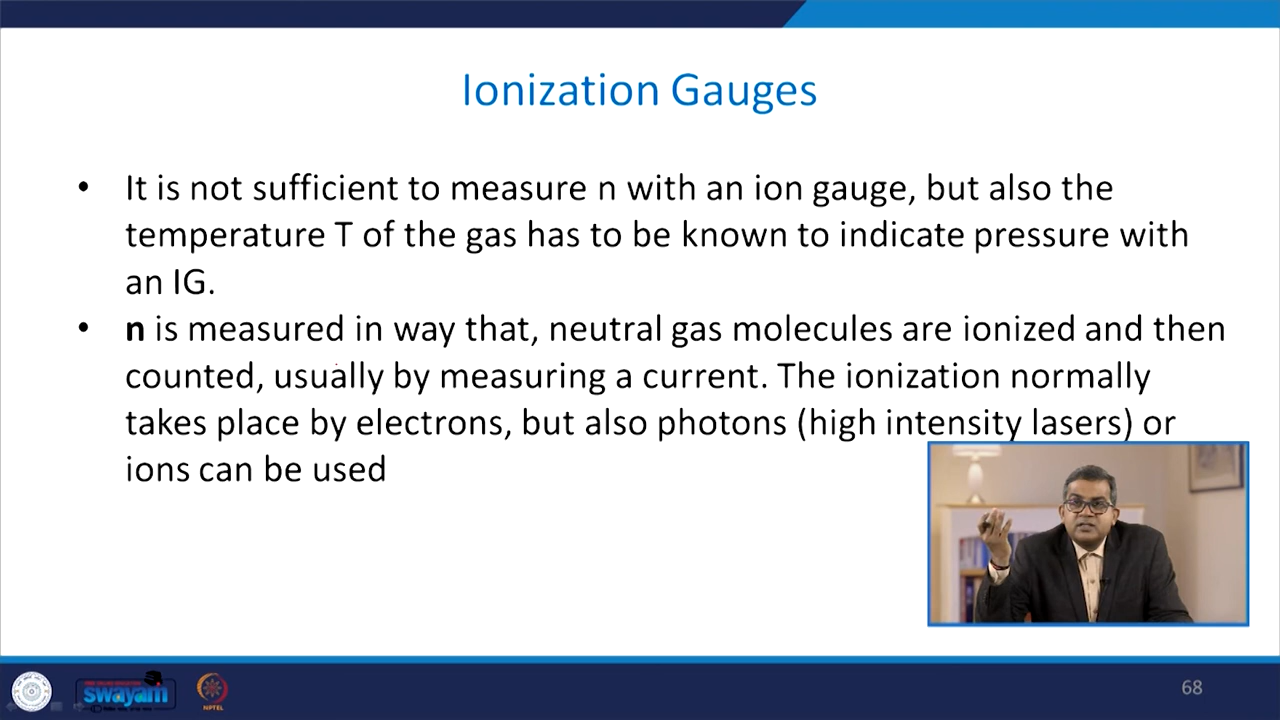 Ionization Gauges
• It is not sufficient to measure n with an ion gauge, but also the
temperature T of the gas has to be known to indicate pressure with
an IG.
• n is measured in way that, neutral gas molecules are ionized and then
counted, usually by measuring a current. The ionization normally
takes place by electrons, but also photons (high intensity lasers) or
ions can be used
swayam
NPTEL
68